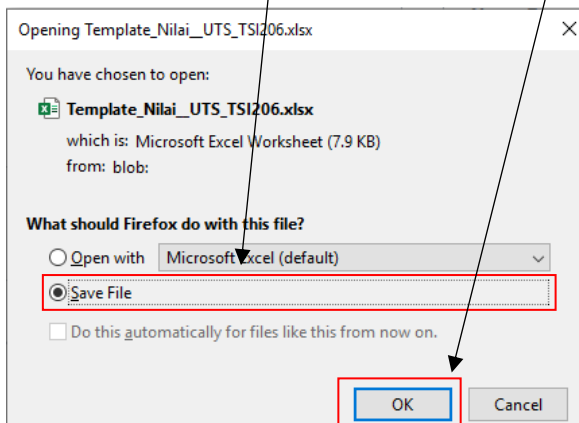 Opening Template_Nilai__UTS_TSI206.xlsx
You have chosen to open:
Template_Nilai__UTS_TSI206.xlsx
which is: Microsoft Excel Worksheet (7.9 KB)
from: blob:
What should Firefox do with this file?
Open with Microsoft Excel (default)
Save File
Do this automatically for files like this from now on.
OK Cancel